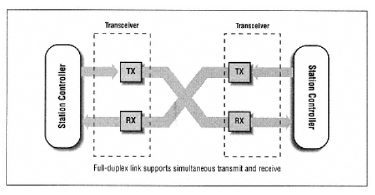 Transceiver
Transceiver
Station Controller
TX
RX
TX
RX
Station Controller
Full-duplex link supports simultaneous transmit and receive